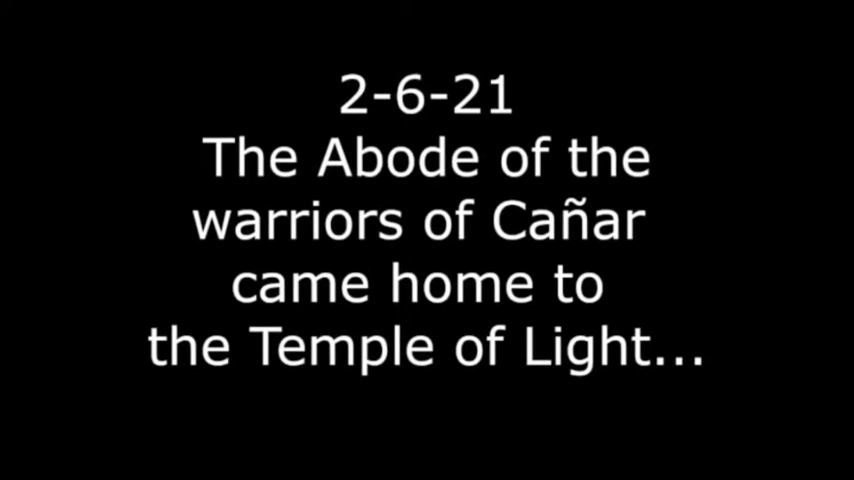 2-6-21
The Abode of the
warriors of Cañar
came home to
the Temple of Light...